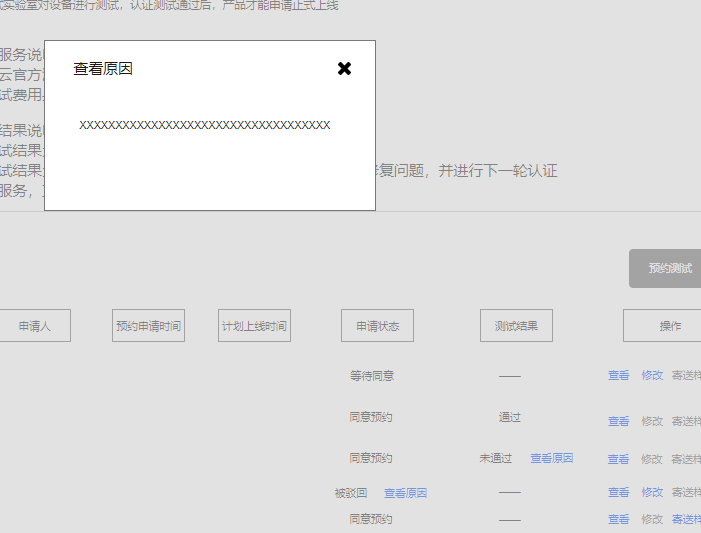 实验室对设备进行测试，认证测试通过后，产品才能申请正式上线
服务说
查看原因
云官方
试费用
XXXXXXXXXXXXXXXXXXXXXXXXXXXXXXXXXXX
结果说
试结果
试结果
复问题，并进行下一轮认证
服务，
预约测试
申请人 预约申请时间 计划上线时间 申请状态 测试结果 操作
等待同意 —— 查看 修改 寄送
同意预约 通过 查看 修改 寄送
同意预约 未通过 查看原因 查看 修改 寄送
被驳回 查看原因 —— 查看 修改 寄送
同意预约 —— 查看 修改 寄送